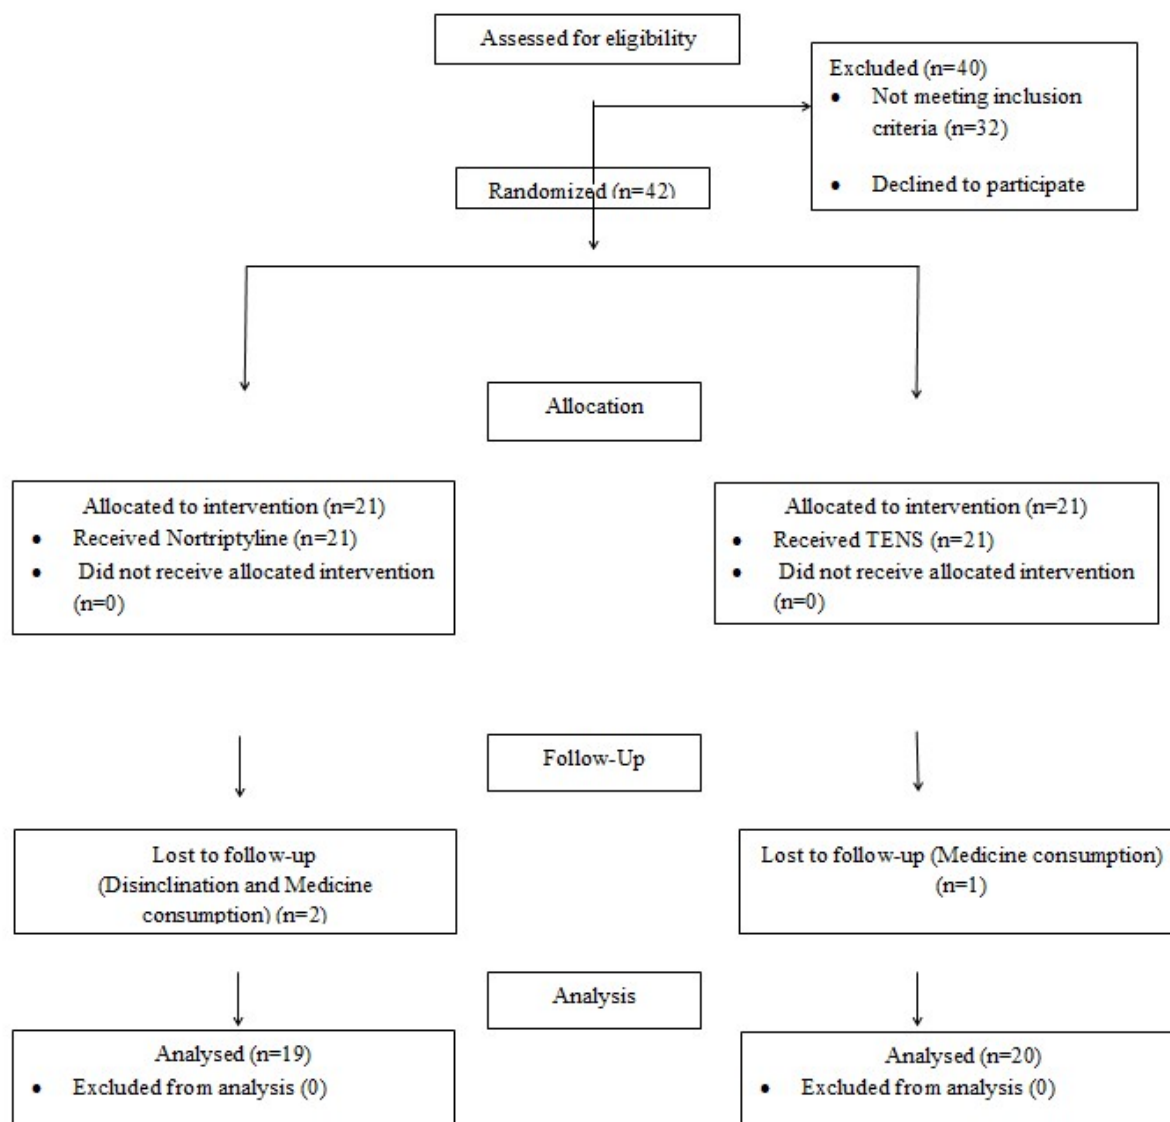 Assessed for eligibility
Excluded (n=40)
• Not meeting inclusion
criteria (n=32)
• Declined to participate
Randomized (n=42)
Allocation
Allocated to intervention (n=21)
• Received Nortriptyline (n=21)
• Did not receive allocated intervention
(n=0)
Allocated to intervention (n=21)
• Received TENS (n=21)
• Did not receive allocated intervention
(n=0)
Follow-Up
Lost to follow-up
(Disinclination and Medicine
consumption) (n=2)
Lost to follow-up (Medicine consumption)
(n=1)
Analysis
Analysed (n=19)
• Excluded from analysis (0)
Analysed (n=20)
• Excluded from analysis (0)